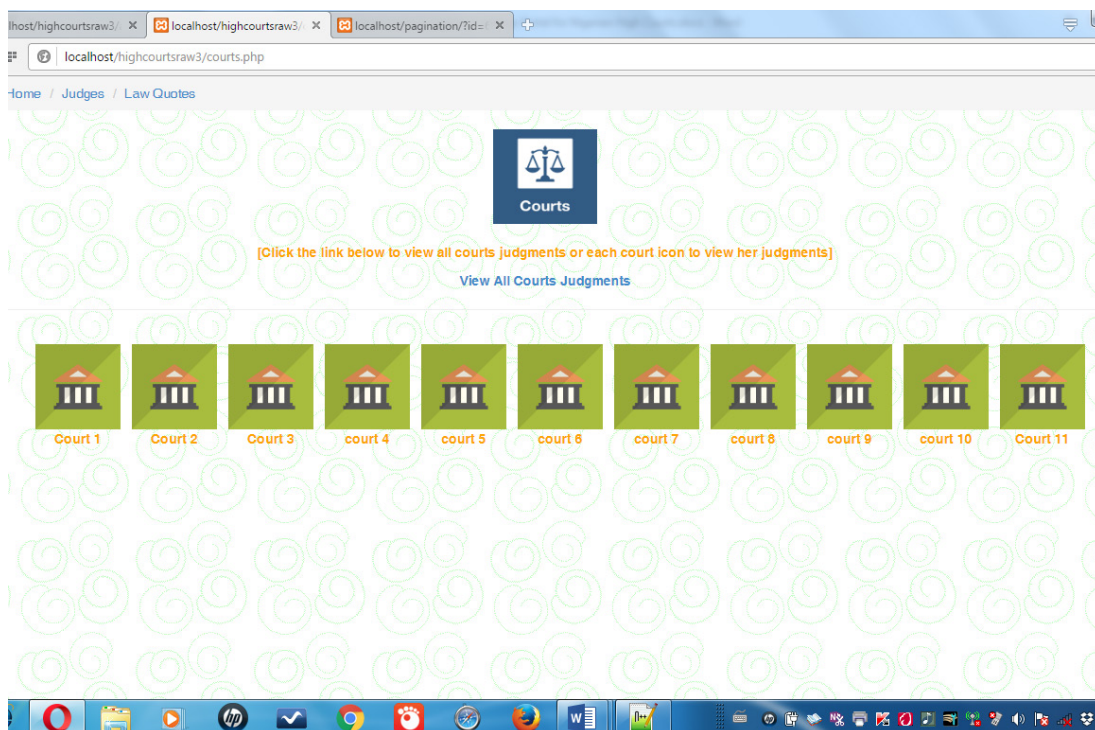 lhost/highcourtsraw3/ localhost/highcourtsraw3/ localhost/pagination/?id=
localhost/highcourtsraw3/courts.php
Home / Judges / Law Quotes
Courts
[Click the link below to view all courts judgments or each court icon to view her judgments]
View All Courts Judgments
Court 1 Court 2 Court 3 court 4 court 5 court 6 court 7 court 8 court 9 court 10 Court 11